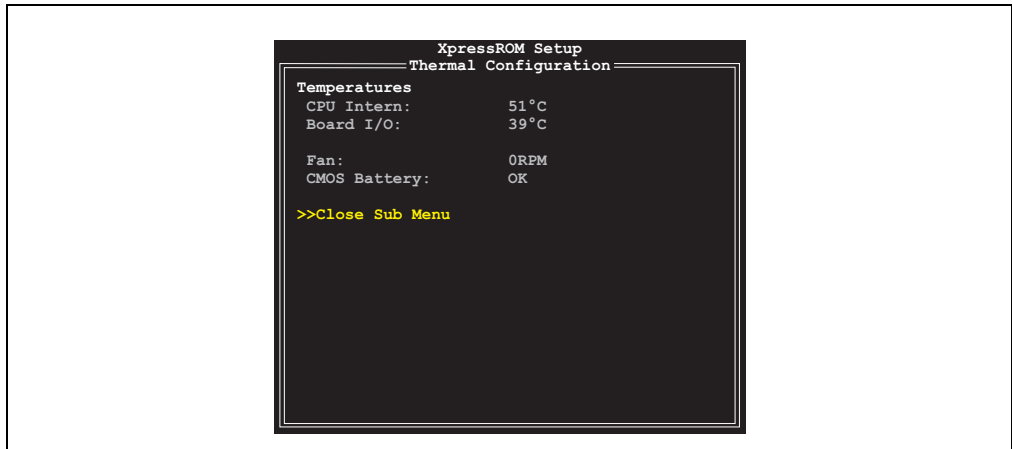 XpressROM Setup
Thermal Configuration
Temperatures
CPU Intern: 51°C
Board I/O: 39°C
Fan: 0RPM
CMOS Battery: OK
>>Close Sub Menu